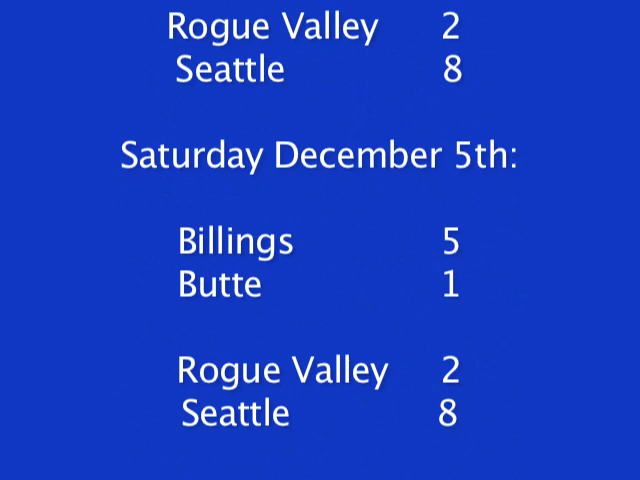 Rogue Valley 2
Seattle 8
Saturday December 5th:
Billings 5
Butte 1
Rogue Valley 2
Seattle 8